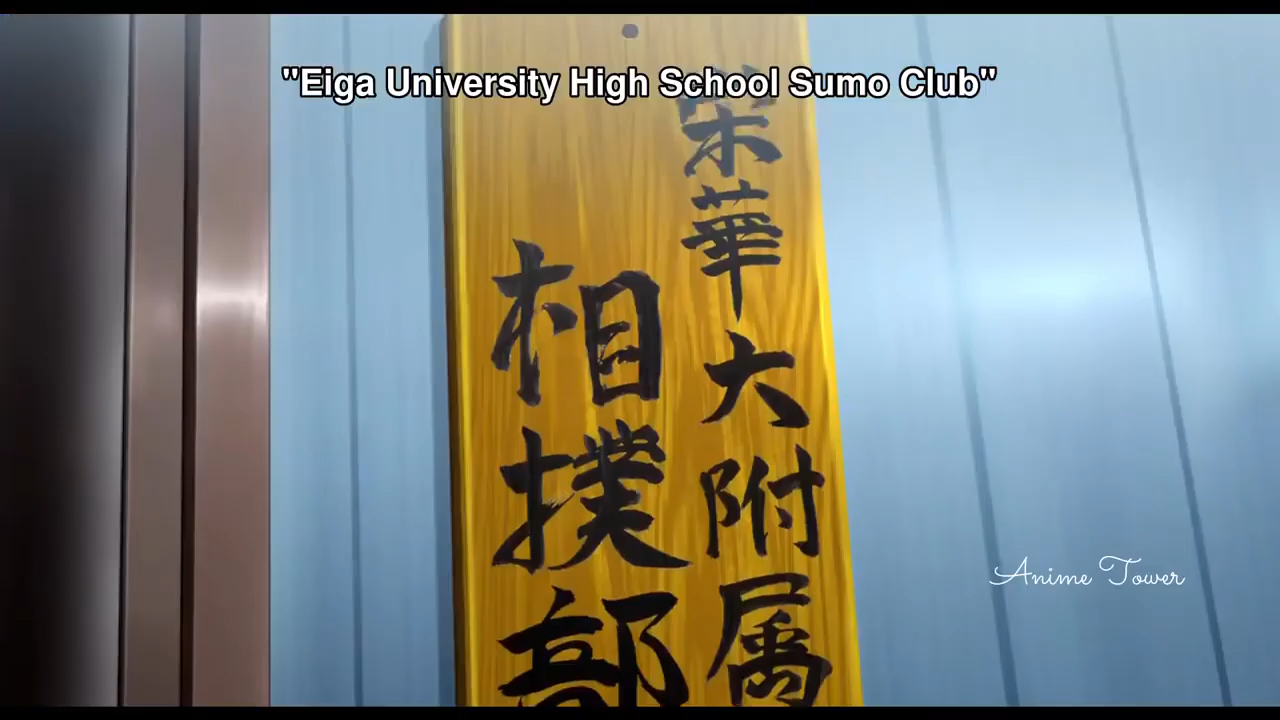 "Eiga University High School Sumo Club"
栄華大附属
相撲部
Anime Tower